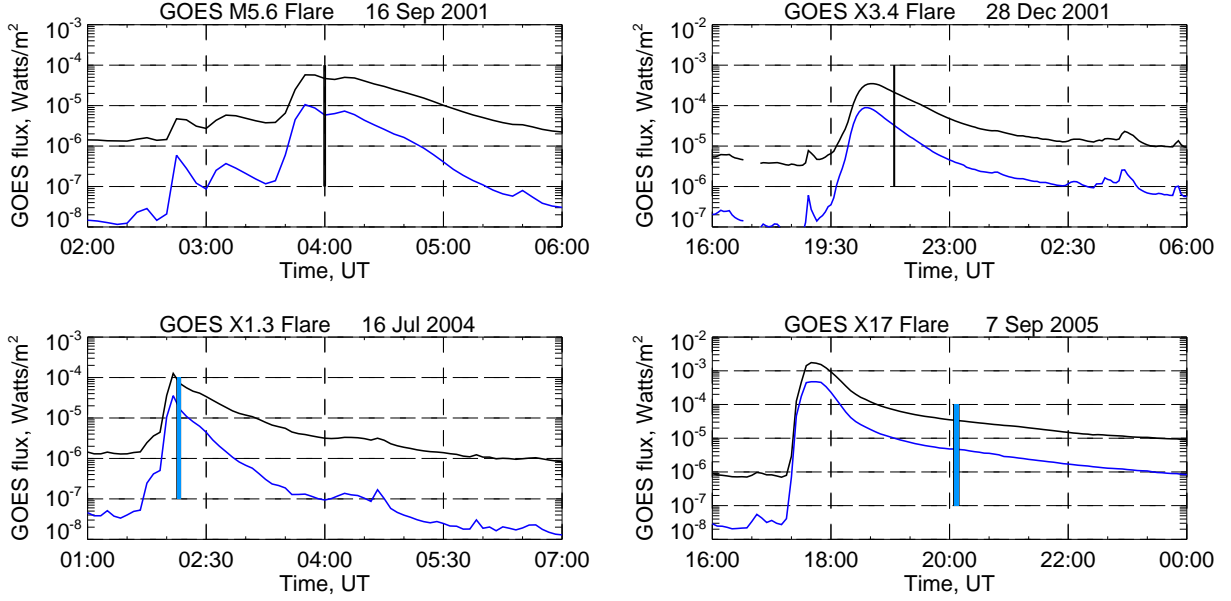 GOES M5.6 Flare 16 Sep 2001
GOES flux, Watts/m²
10⁻²
10⁻³
10⁻⁴
10⁻⁵
10⁻⁶
10⁻⁷
10⁻⁸
02:00 03:00 04:00 05:00 06:00
Time, UT
GOES X3.4 Flare 28 Dec 2001
GOES flux, Watts/m²
10⁻²
10⁻³
10⁻⁴
10⁻⁵
10⁻⁶
10⁻⁷
16:00 19:30 23:00 02:30 06:00
Time, UT
GOES X1.3 Flare 16 Jul 2004
GOES flux, Watts/m²
10⁻³
10⁻⁴
10⁻⁵
10⁻⁶
10⁻⁷
10⁻⁸
01:00 02:30 04:00 05:30 07:00
Time, UT
GOES X17 Flare 7 Sep 2005
GOES flux, Watts/m²
10⁻²
10⁻³
10⁻⁴
10⁻⁵
10⁻⁶
10⁻⁷
10⁻⁸
16:00 18:00 20:00 22:00 00:00
Time, UT